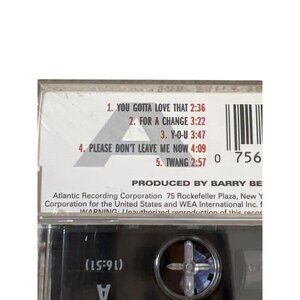 1. YOU GOTTA LOVE THAT 2:36
2. FOR A CHANGE 3:22
3. Y-O-U 3:47
4. PLEASE DON'T LEAVE ME NOW 4:09
5. TWANG 2:57
0 756
PRODUCED BY BARRY BE
Atlantic Recording Corporation 75 Rockefeller Plaza, New Y
Corporation for the United States and WEA International Inc. f
WARNING: Unauthorized reproduction of this recor
A
(16:51)